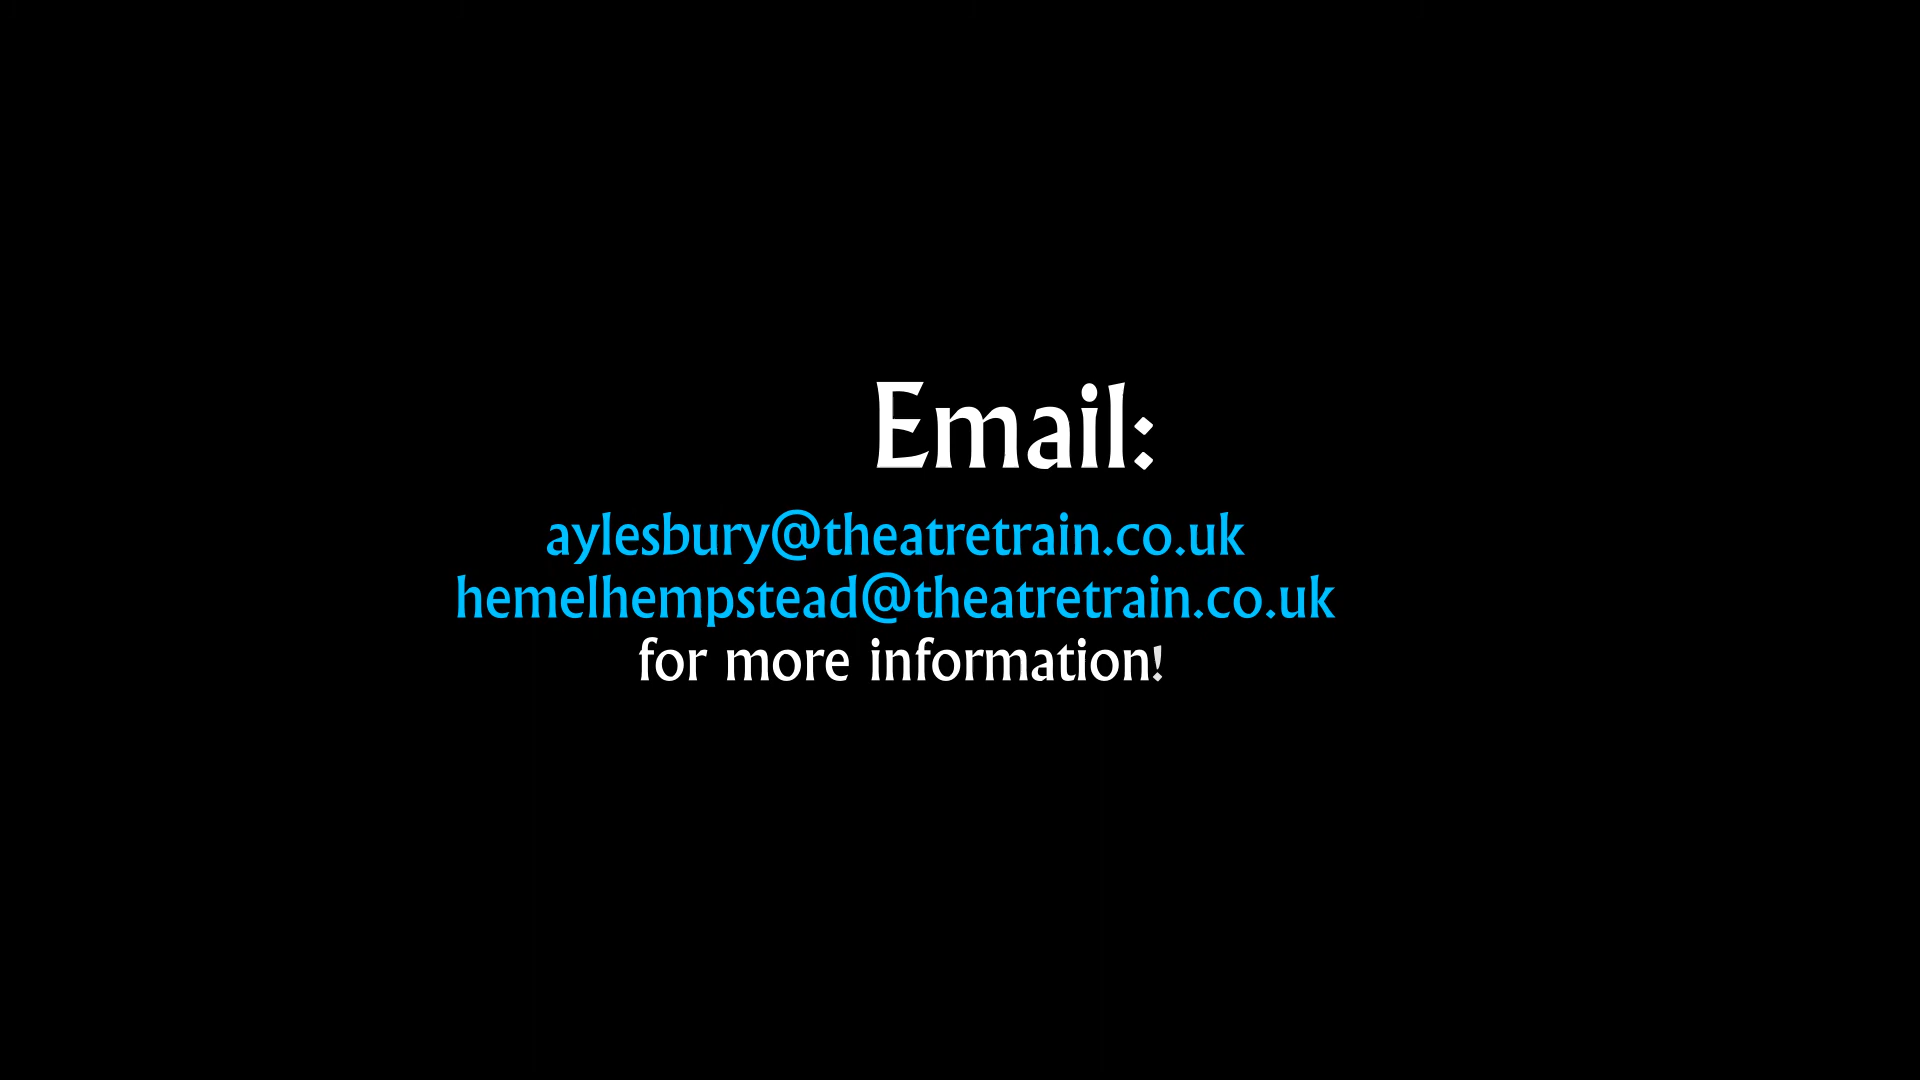 Email:
aylesbury@theatretrain.co.uk
hemelhempstead@theatretrain.co.uk
for more information!